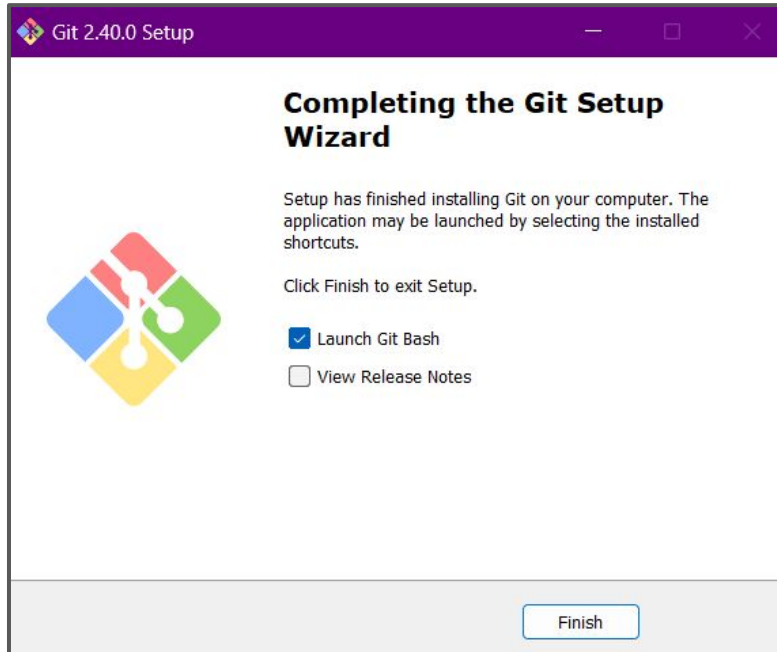 Git 2.40.0 Setup
Completing the Git Setup
Wizard
Setup has finished installing Git on your computer. The
application may be launched by selecting the installed
shortcuts.
Click Finish to exit Setup.
Launch Git Bash
View Release Notes
Finish